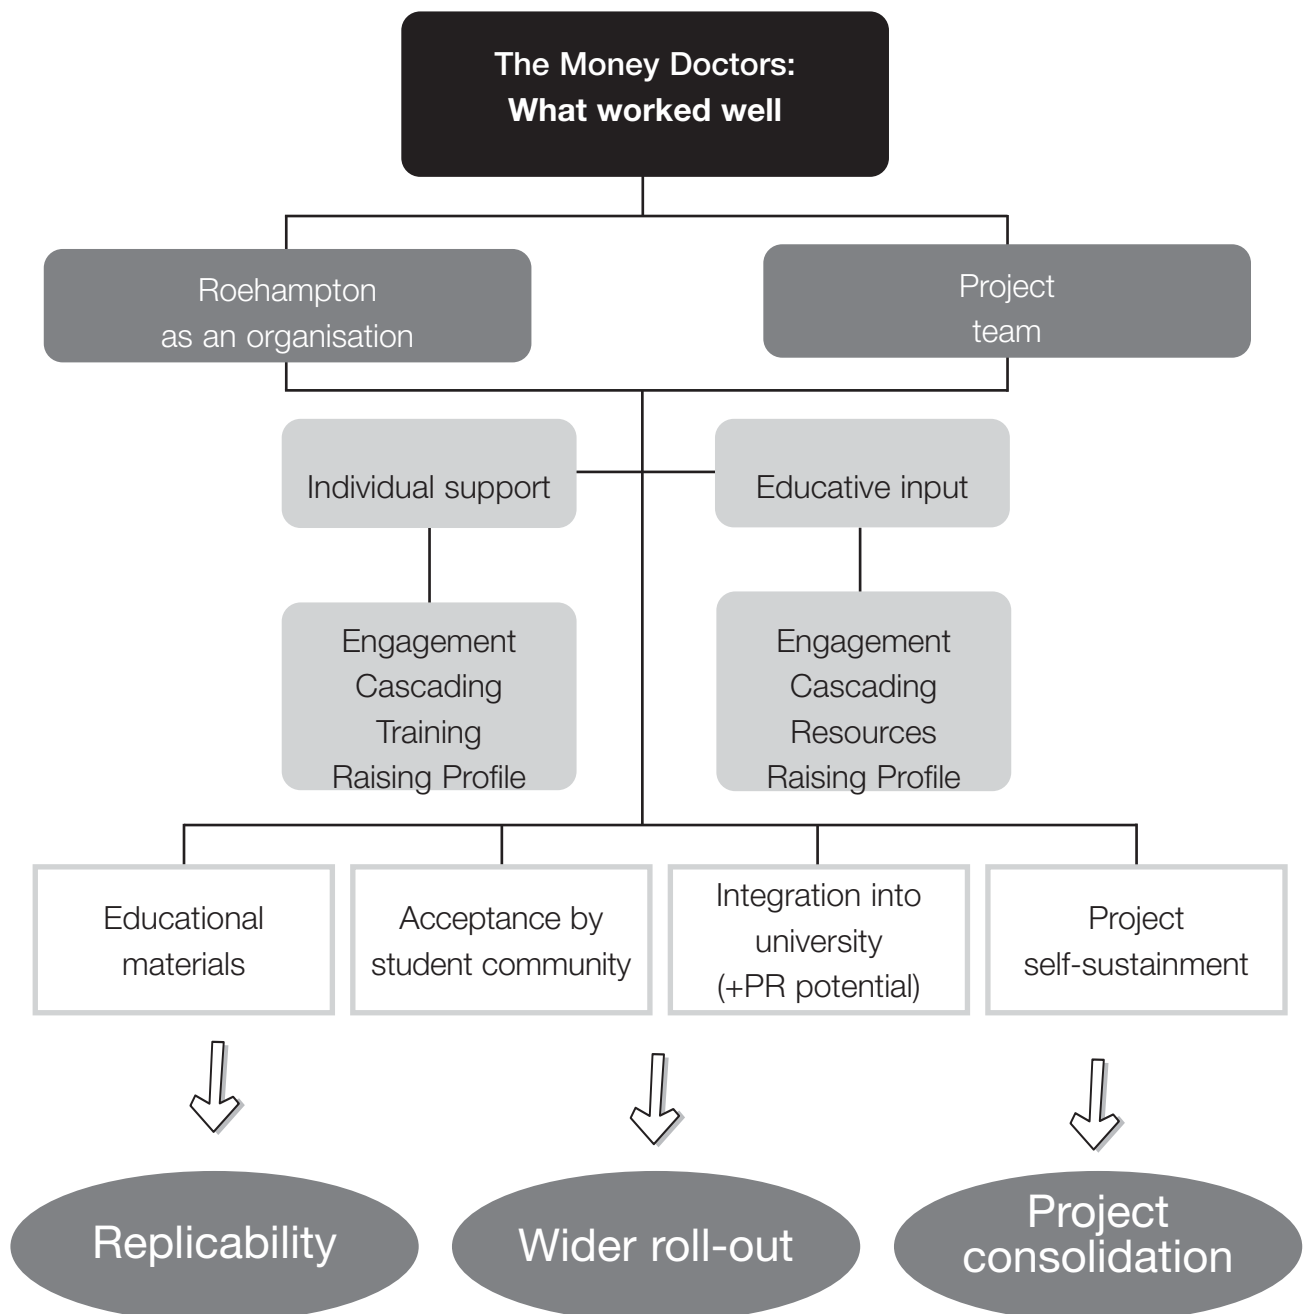 The Money Doctors:
What worked well
Roehampton
as an organisation
Project
team
Individual support
Educative input
Engagement
Cascading
Training
Raising Profile
Engagement
Cascading
Resources
Raising Profile
Educational
materials
Acceptance by
student community
Integration into
university
(+PR potential)
Project
self-sustainment
Replicability
Wider roll-out
Project
consolidation